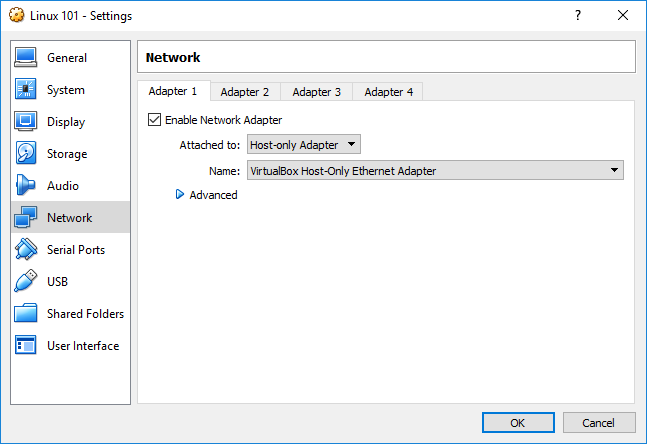 Linux 101 - Settings
?
General
System
Display
Storage
Audio
Network
Serial Ports
USB
Shared Folders
User Interface
Network
Adapter 1 Adapter 2 Adapter 3 Adapter 4
Enable Network Adapter
Attached to: Host-only Adapter
Name: VirtualBox Host-Only Ethernet Adapter
Advanced
OK Cancel